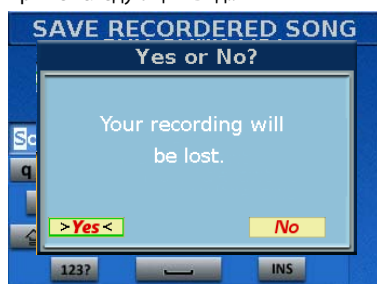 SAVE RECORDERED SONG
Yes or No?
Your recording will
be lost.
>Yes<
No
q
123?
INS